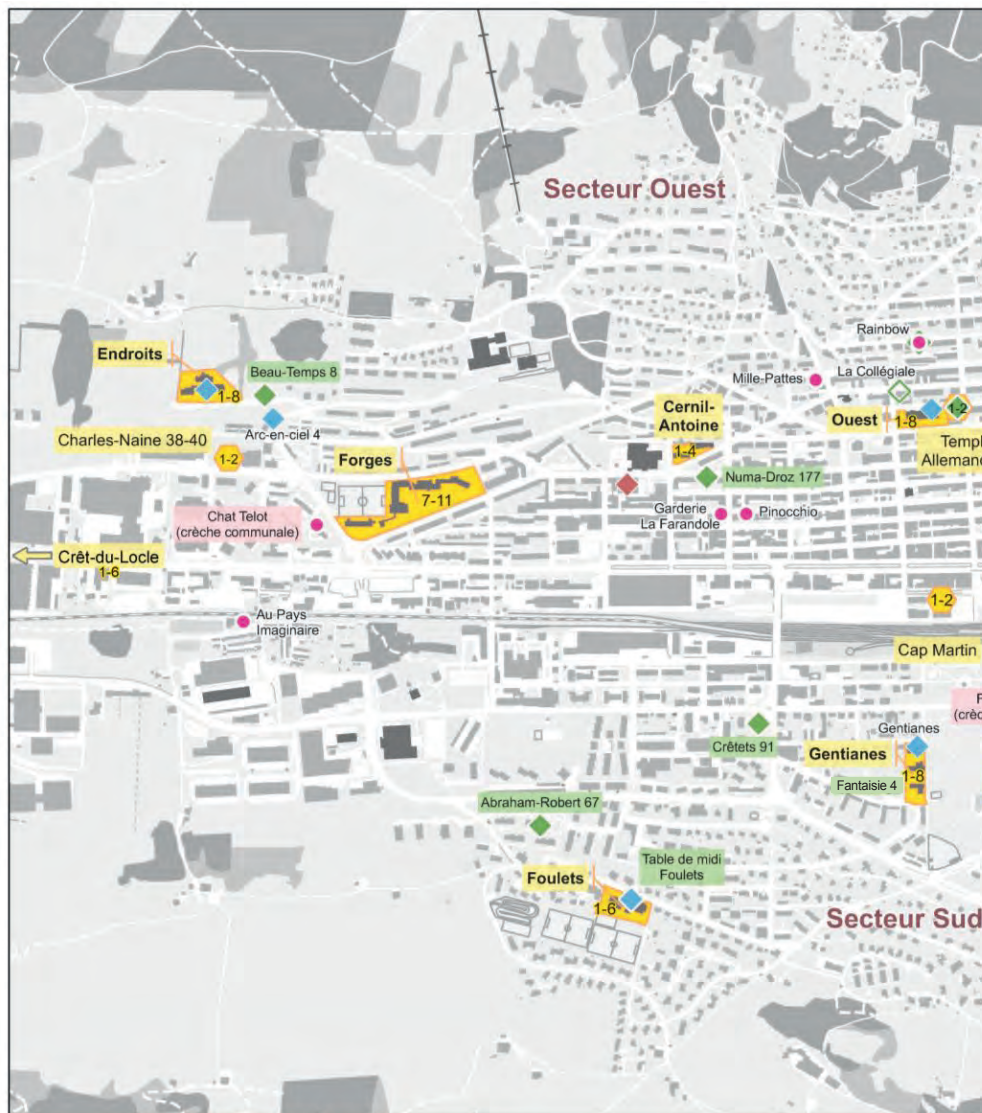 Secteur Ouest
Rainbow
Endroits
Beau-Temps 8
La Collégiale
Mille-Pattes
1-8
Arc-en-ciel 4
Cernil-
Antoine
1-2
Ouest
1-8
Charles-Naine 38-40
1-2
Forges
1-4
Templ
Allemand
7-11
Numa-Droz 177
Chat Telot
(crèche communale)
Garderie
La Farandole
Pinocchio
Crêt-du-Locle
1-6
1-2
Au Pays
Imaginaire
Cap Martin
(crèc
Crêtets 91
Gentianes
Gentianes
1-8
Fantaisie 4
Abraham-Robert 67
Table de midi
Foulets
Foulets
1-6
Secteur Sud